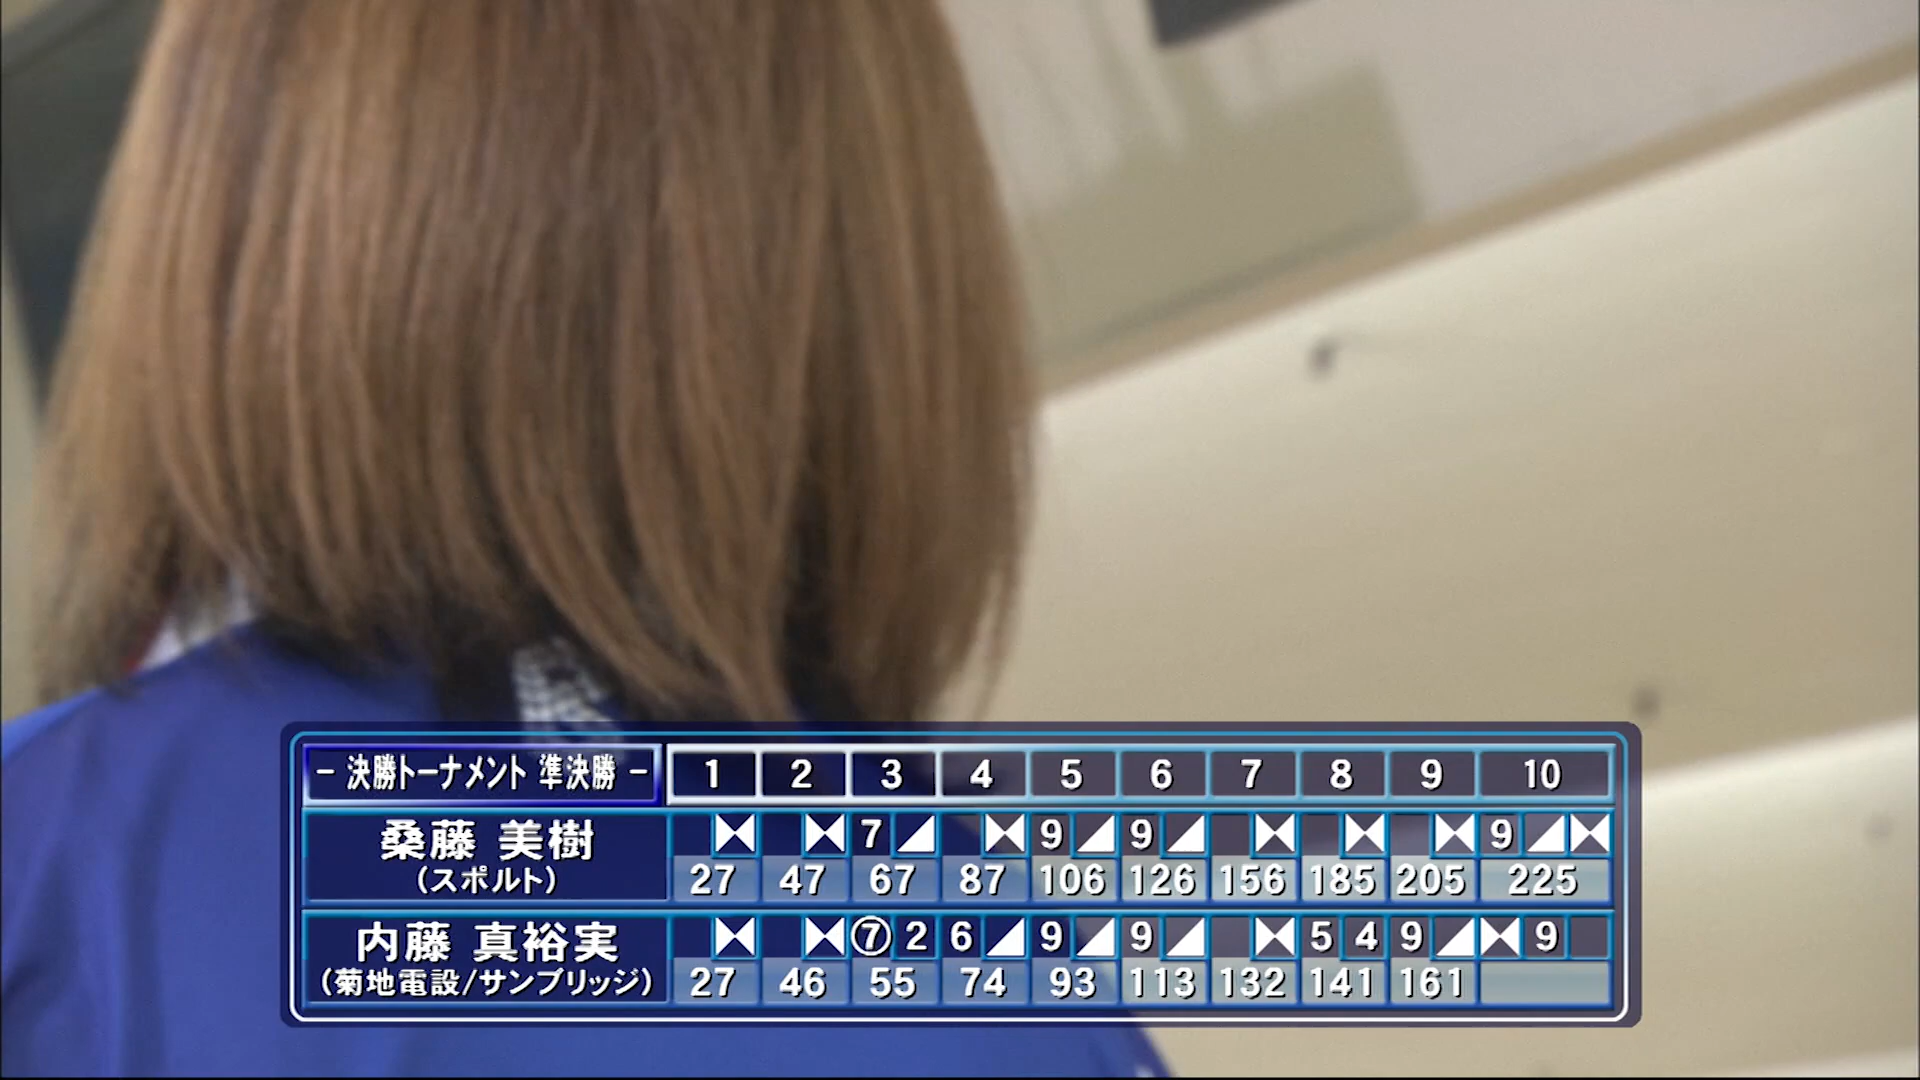 - 決勝トーナメント 準決勝 - 1 2 3 4 5 6 7 8 9 10
桑藤 美樹 7 9 9 9
(スポルト) 27 47 67 87 106 126 156 185 205 225
内藤 真裕実 ⑦ 2 6 9 9 5 4 9 9
(菊地電設/サンブリッジ) 27 46 55 74 93 113 132 141 161